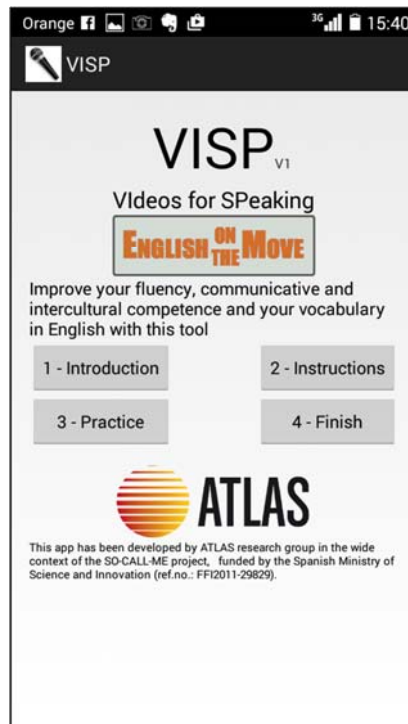 Orange 3G 15:40
VISP
VISP V1
VIdeos for SPeaking
ENGLISH ON THE MOVE
Improve your fluency, communicative and
intercultural competence and your vocabulary
in English with this tool
1 - Introduction 2 - Instructions
3 - Practice 4 - Finish
ATLAS
This app has been developed by ATLAS research group in the wide
context of the SO-CALL-ME project, funded by the Spanish Ministry of
Science and Innovation (ref.no.: FFI2011-29829).